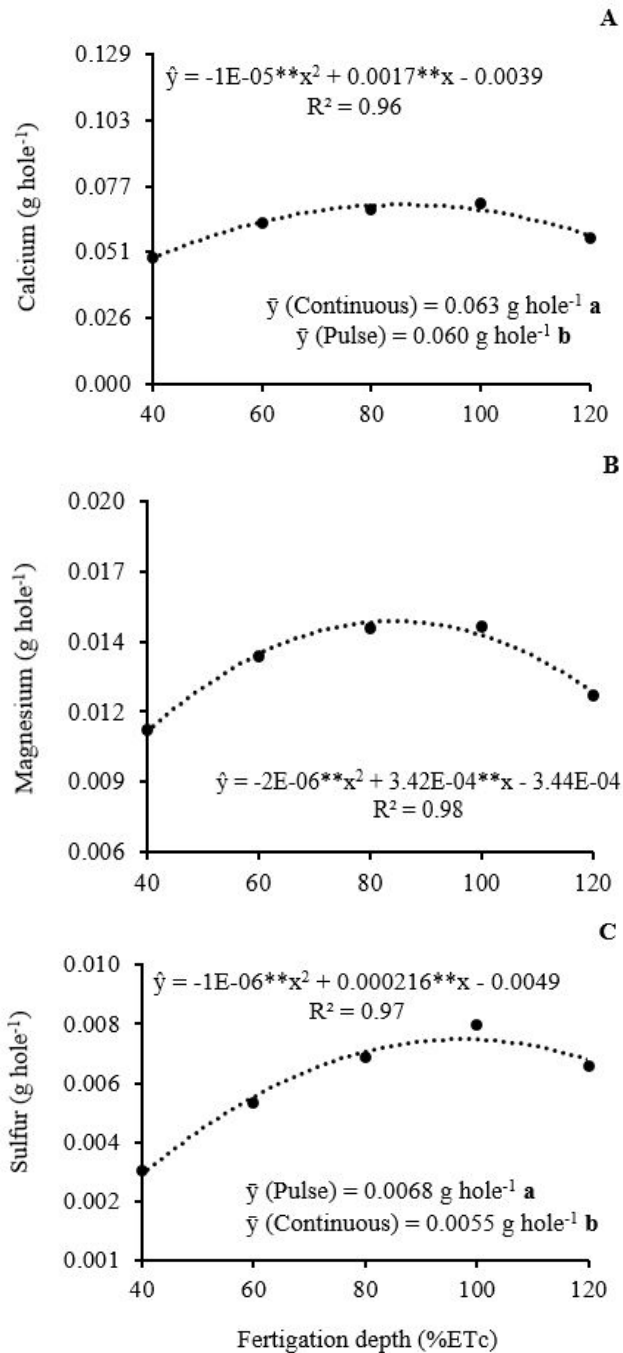 A
0.129
ŷ = -1E-05**x² + 0.0017**x - 0.0039
R² = 0.96
0.103
0.077
0.051
0.026
0.000
Calcium (g hole⁻¹)
ȳ (Continuous) = 0.063 g hole⁻¹ a
ȳ (Pulse) = 0.060 g hole⁻¹ b
40 60 80 100 120
B
0.020
0.017
0.014
0.012
0.009
0.006
Magnesium (g hole⁻¹)
ŷ = -2E-06**x² + 3.42E-04**x - 3.44E-04
R² = 0.98
40 60 80 100 120
C
0.010
ŷ = -1E-06**x² + 0.000216**x - 0.0049
R² = 0.97
0.008
0.006
0.004
0.002
0.001
Sulfur (g hole⁻¹)
ȳ (Pulse) = 0.0068 g hole⁻¹ a
ȳ (Continuous) = 0.0055 g hole⁻¹ b
40 60 80 100 120
Fertigation depth (%ETc)